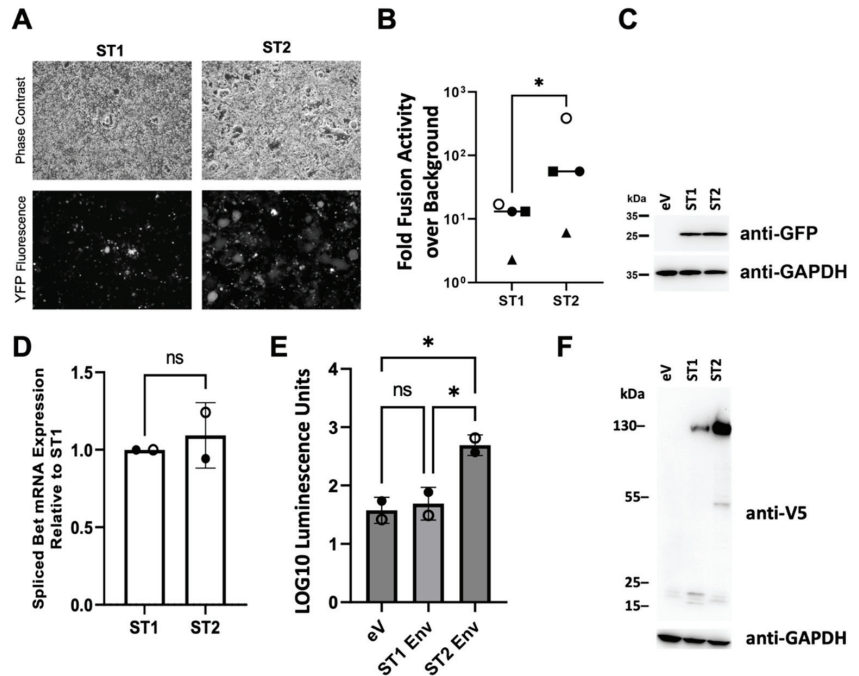 A
ST1
ST2
Phase Contrast
YFP Fluorescence
B
Fold Fusion Activity
over Background
10³
10²
10¹
10⁰
*
ST1
ST2
C
kDa
eV
ST1
ST2
35
25
anti-GFP
35
anti-GAPDH
D
Spliced Bet mRNA Expression
Relative to ST1
1.5
1.0
0.5
0.0
ns
ST1
ST2
E
LOG10 Luminescence Units
4
3
2
1
0
*
ns
*
eV
ST1 Env
ST2 Env
F
eV
ST1
ST2
kDa
130
55
25
15
anti-V5
anti-GAPDH